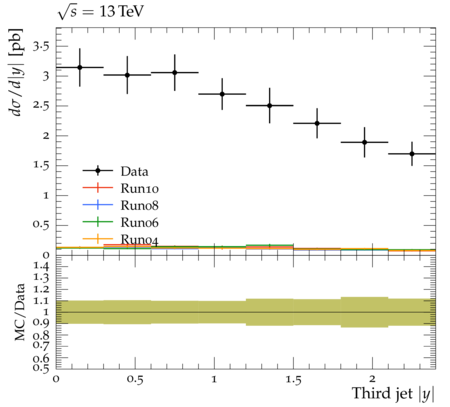 √s = 13 TeV
dσ/d|y| [pb]
3.5
3
2.5
2
1.5
1
0.5
0
Data
Run10
Run08
Run06
Run04
MC/Data
1.4
1.3
1.2
1.1
1.0
0.9
0.8
0.7
0.6
0.5
0 0.5 1 1.5 2
Third jet |y|